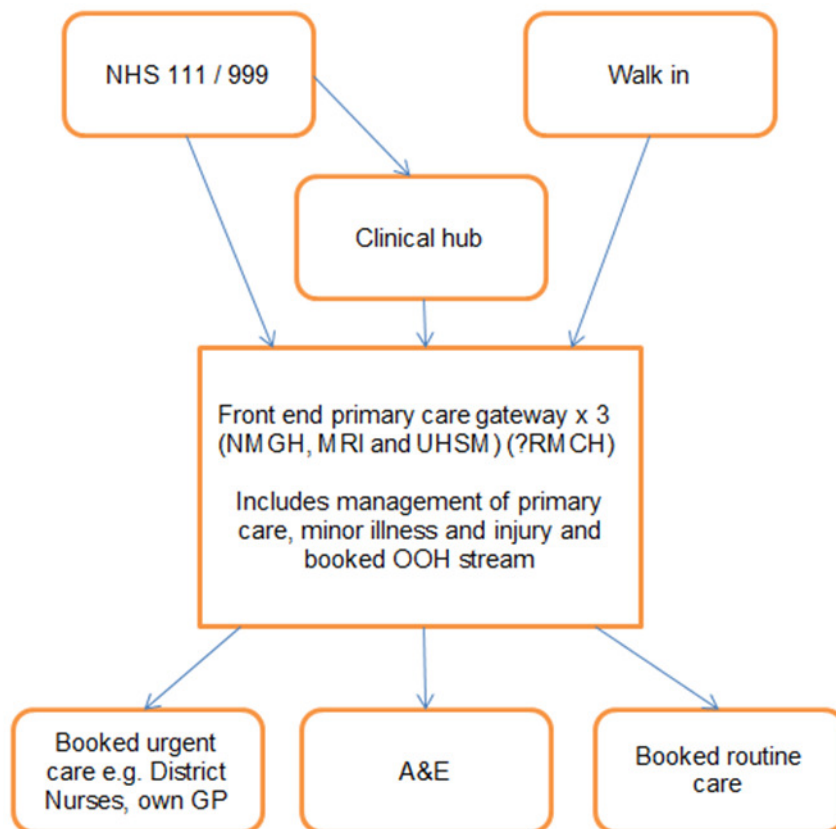 NHS 111 / 999
Walk in
Clinical hub
Front end primary care gateway x 3
(NMGH, MRI and UHSM) (?RMCH)
Includes management of primary
care, minor illness and injury and
booked OOH stream
Booked urgent
care e.g. District
Nurses, own GP
A&E
Booked routine
care